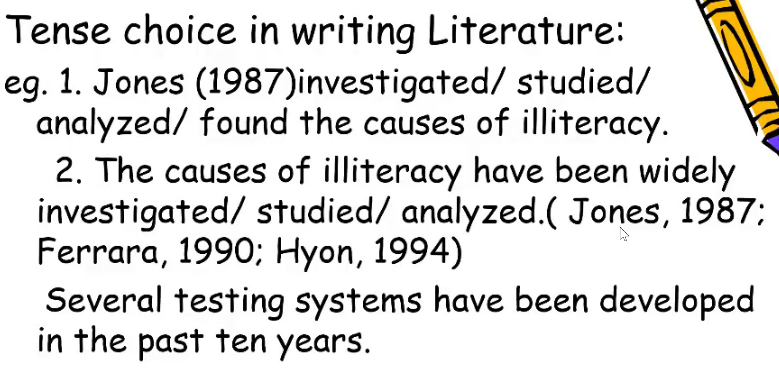 Tense choice in writing Literature:
eg. 1. Jones (1987)investigated/ studied/
analyzed/ found the causes of illiteracy.
2. The causes of illiteracy have been widely
investigated/ studied/ analyzed.( Jones, 1987;
Ferrara, 1990; Hyon, 1994)
Several testing systems have been developed
in the past ten years.